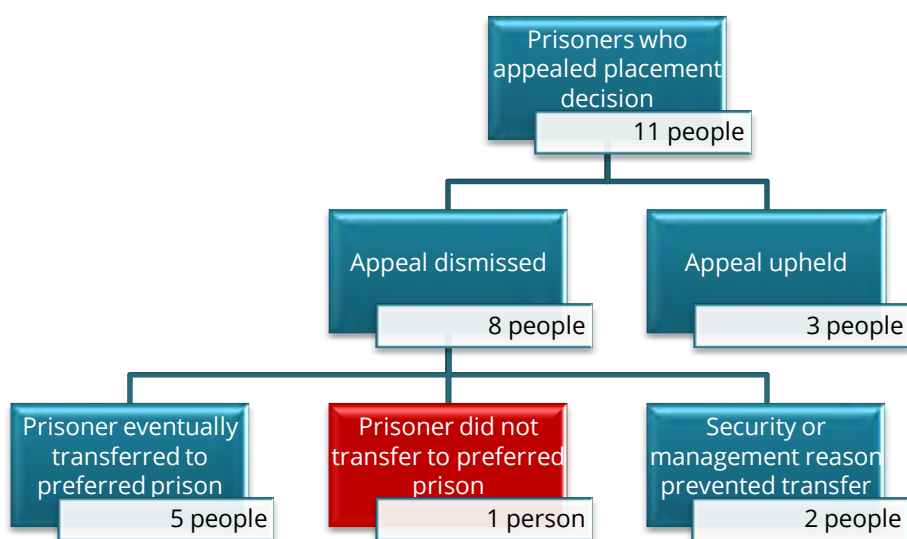 Prisoners who
appealed placement
decision
11 people
Appeal dismissed
8 people
Appeal upheld
3 people
Prisoner eventually
transferred to
preferred prison
5 people
Prisoner did not
transfer to preferred
prison
1 person
Security or
management reason
prevented transfer
2 people